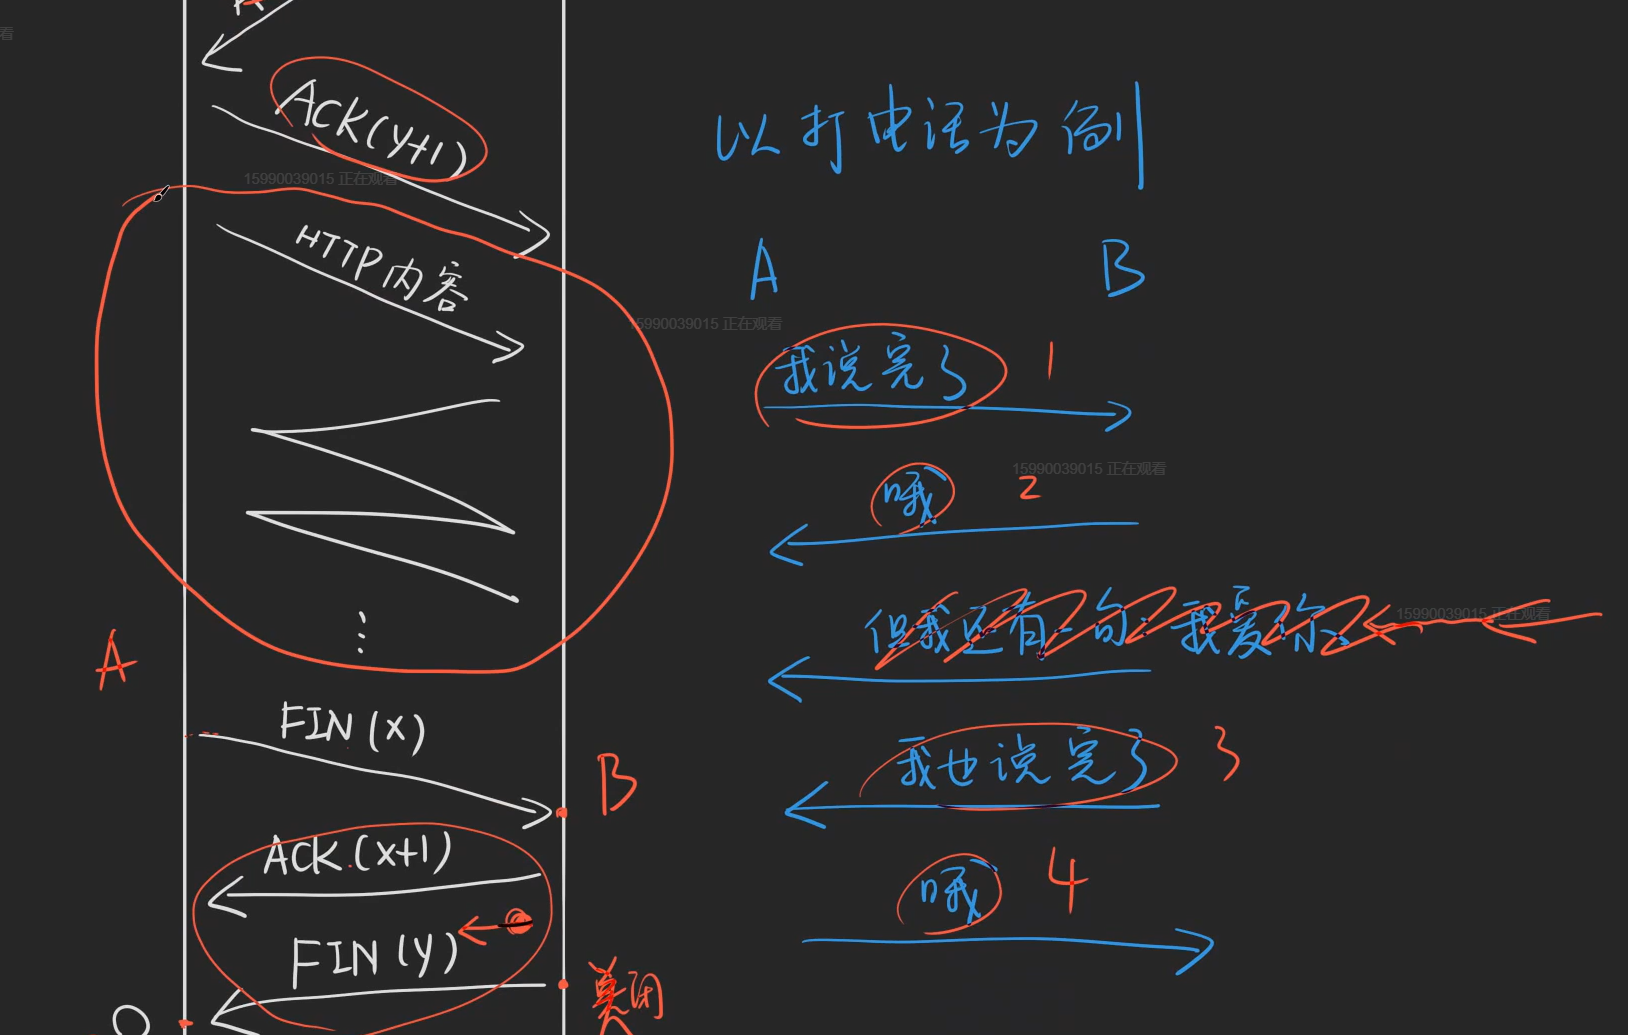 看
ACK(y+1)
15990039015 正在观看
HTTP内容
A
FIN(x)
B
ACK.(x+1)
FIN(y)
关闭
以打电话为例
A B
15990039015 正在观看
我说完了 1
15990039015 正在观看
哦 2
15990039015 正在观看
但我还有一句:我爱你
我也说完了 3
哦 4